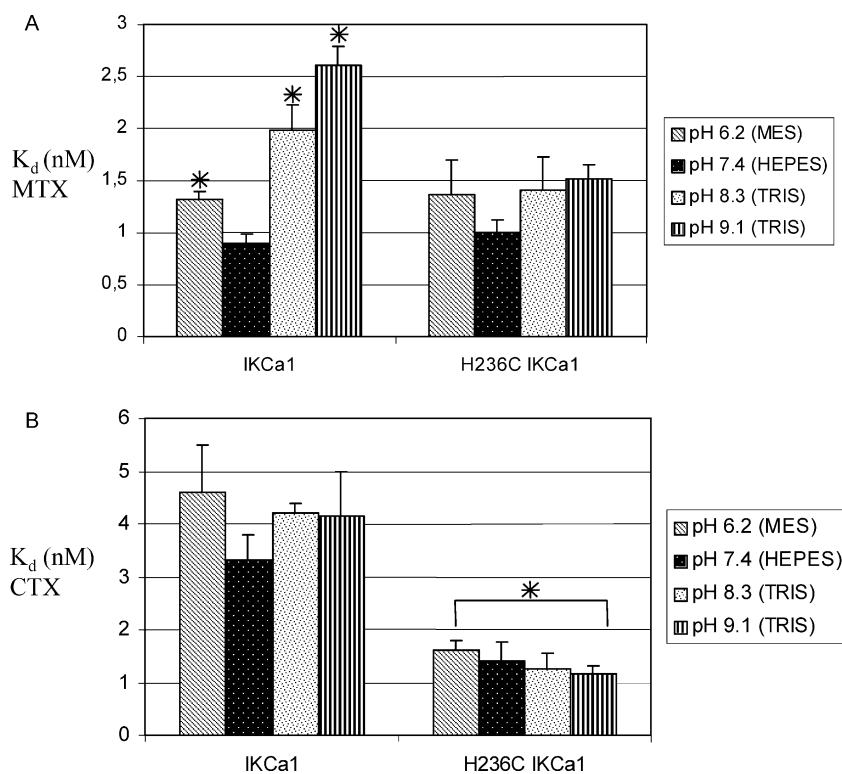 A
3
2,5
2
1,5
1
0,5
0
K_d (nM)
MTX
IKCa1
H236C IKCa1
pH 6.2 (MES)
pH 7.4 (HEPES)
pH 8.3 (TRIS)
pH 9.1 (TRIS)
B
6
5
4
3
2
1
0
K_d (nM)
CTX
IKCa1
H236C IKCa1
pH 6.2 (MES)
pH 7.4 (HEPES)
pH 8.3 (TRIS)
pH 9.1 (TRIS)